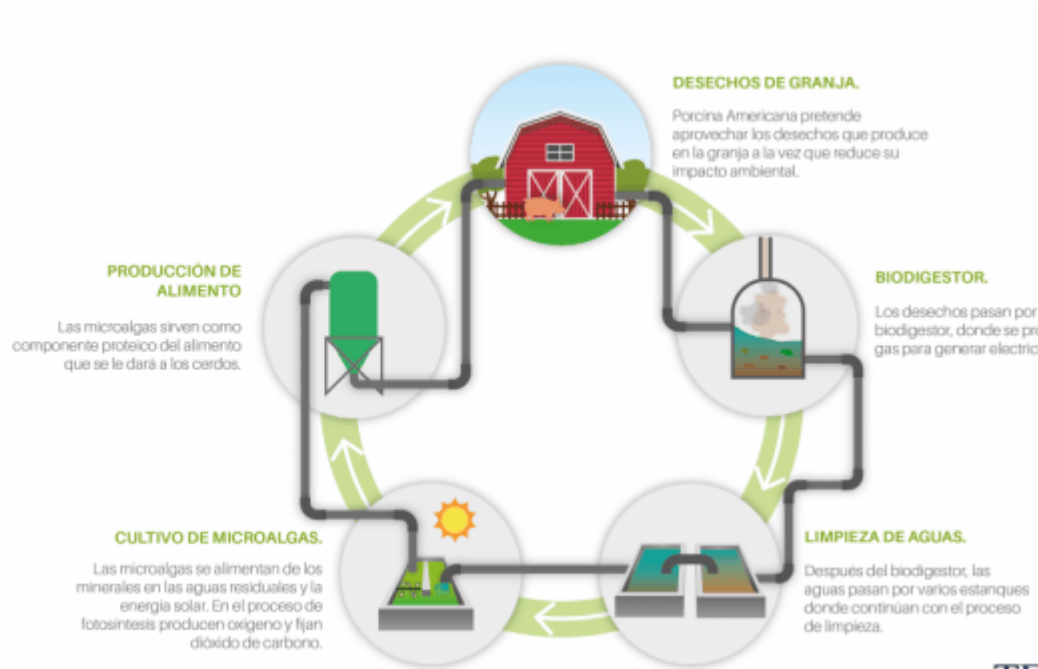 DESECHOS DE GRANJA.
Porcina Americana pretende
aprovechar los desechos que produce
en la granja a la vez que reduce su
impacto ambiental.
BIODIGESTOR.
Los desechos pasan por
biodigestor, donde se pro
gas para generar electric
LIMPIEZA DE AGUAS.
Después del biodigestor, las
aguas pasan por varios estanques
donde continúan con el proceso
de limpieza.
CULTIVO DE MICROALGAS.
Las microalgas se alimentan de los
minerales en las aguas residuales y la
energía solar. En el proceso de
fotosíntesis producen oxígeno y fijan
dióxido de carbono.
PRODUCCIÓN DE
ALIMENTO
Las microalgas sirven como
componente proteico del alimento
que se le dará a los cerdos.